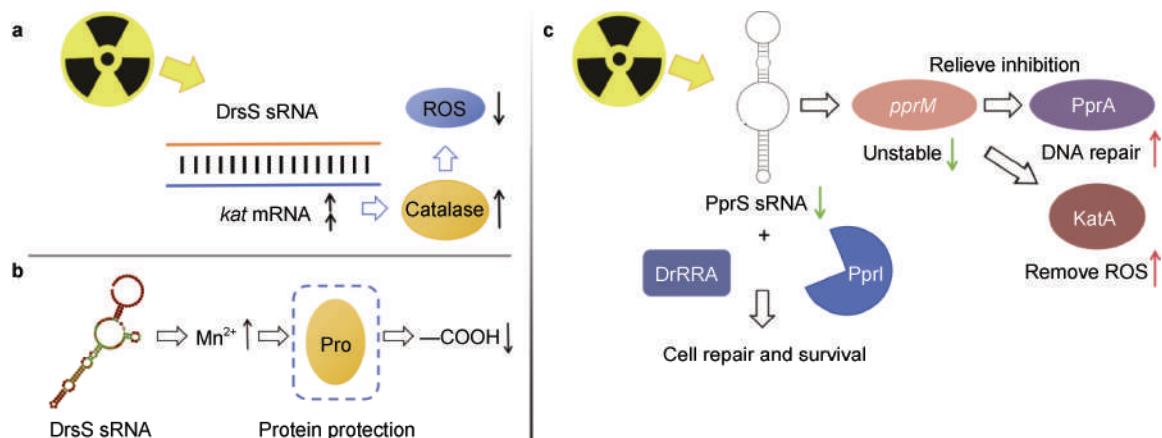 a
DrsS sRNA
ROS
kat mRNA
Catalase
b
Mn²⁺
Pro
—COOH
DrsS sRNA
Protein protection
c
Relieve inhibition
pprM
PprA
Unstable
DNA repair
PprS sRNA
KatA
+
DrRRA
PprI
Remove ROS
Cell repair and survival